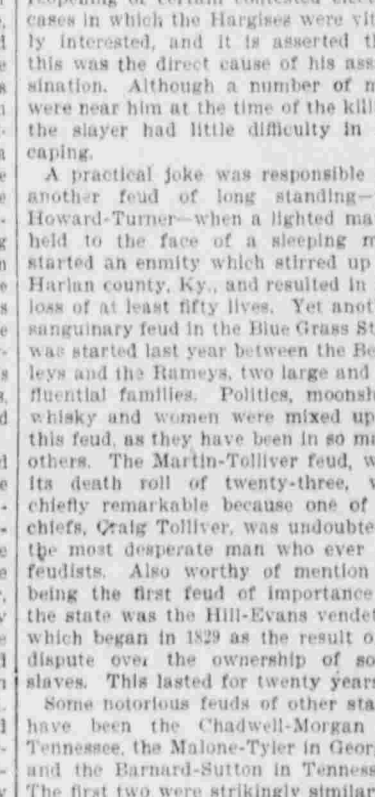 reopening of certain contested elect
cases in which the Hargises were vit
ly interested, and it is asserted t
this was the direct cause of his ass
sination. Although a number of m
were near him at the time of the kill
the slayer had little difficulty in
caping.
A practical joke was responsible
another feud of long standing—
Howard-Turner—when a lighted ma
held to the face of a sleeping m
started an enmity which stirred up
Harlan county, Ky., and resulted in
loss of at least fifty lives. Yet anot
sanguinary feud in the Blue Grass St
was started last year between the Be
leys and the Rameys, two large and
fluential families. Politics, moonsh
whisky and women were mixed up
this feud, as they have been in so ma
others. The Martin-Tolliver feud, w
its death roll of twenty-three, w
chiefly remarkable because one of
chiefs, Craig Tolliver, was undoubte
the most desperate man who ever
feudists. Also worthy of mention
being the first feud of importance
the state was the Hill-Evans vendet
which began in 1829 as the result o
dispute over the ownership of so
slaves. This lasted for twenty years
Some notorious feuds of other sta
have been the Chadwell-Morgan
Tennessee, the Malone-Tyler in Georg
and the Barnard-Sutton in Tenness
The first two were strikingly similar